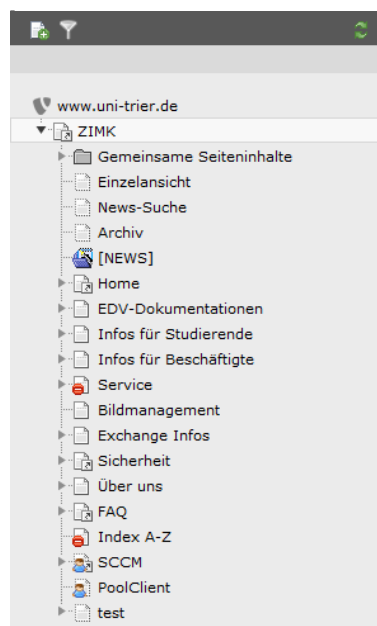 www.uni-trier.de
ZIMK
Gemeinsame Seiteninhalte
Einzelansicht
News-Suche
Archiv
[NEWS]
Home
EDV-Dokumentationen
Infos für Studierende
Infos für Beschäftigte
Service
Bildmanagement
Exchange Infos
Sicherheit
Über uns
FAQ
Index A-Z
SCCM
PoolClient
test